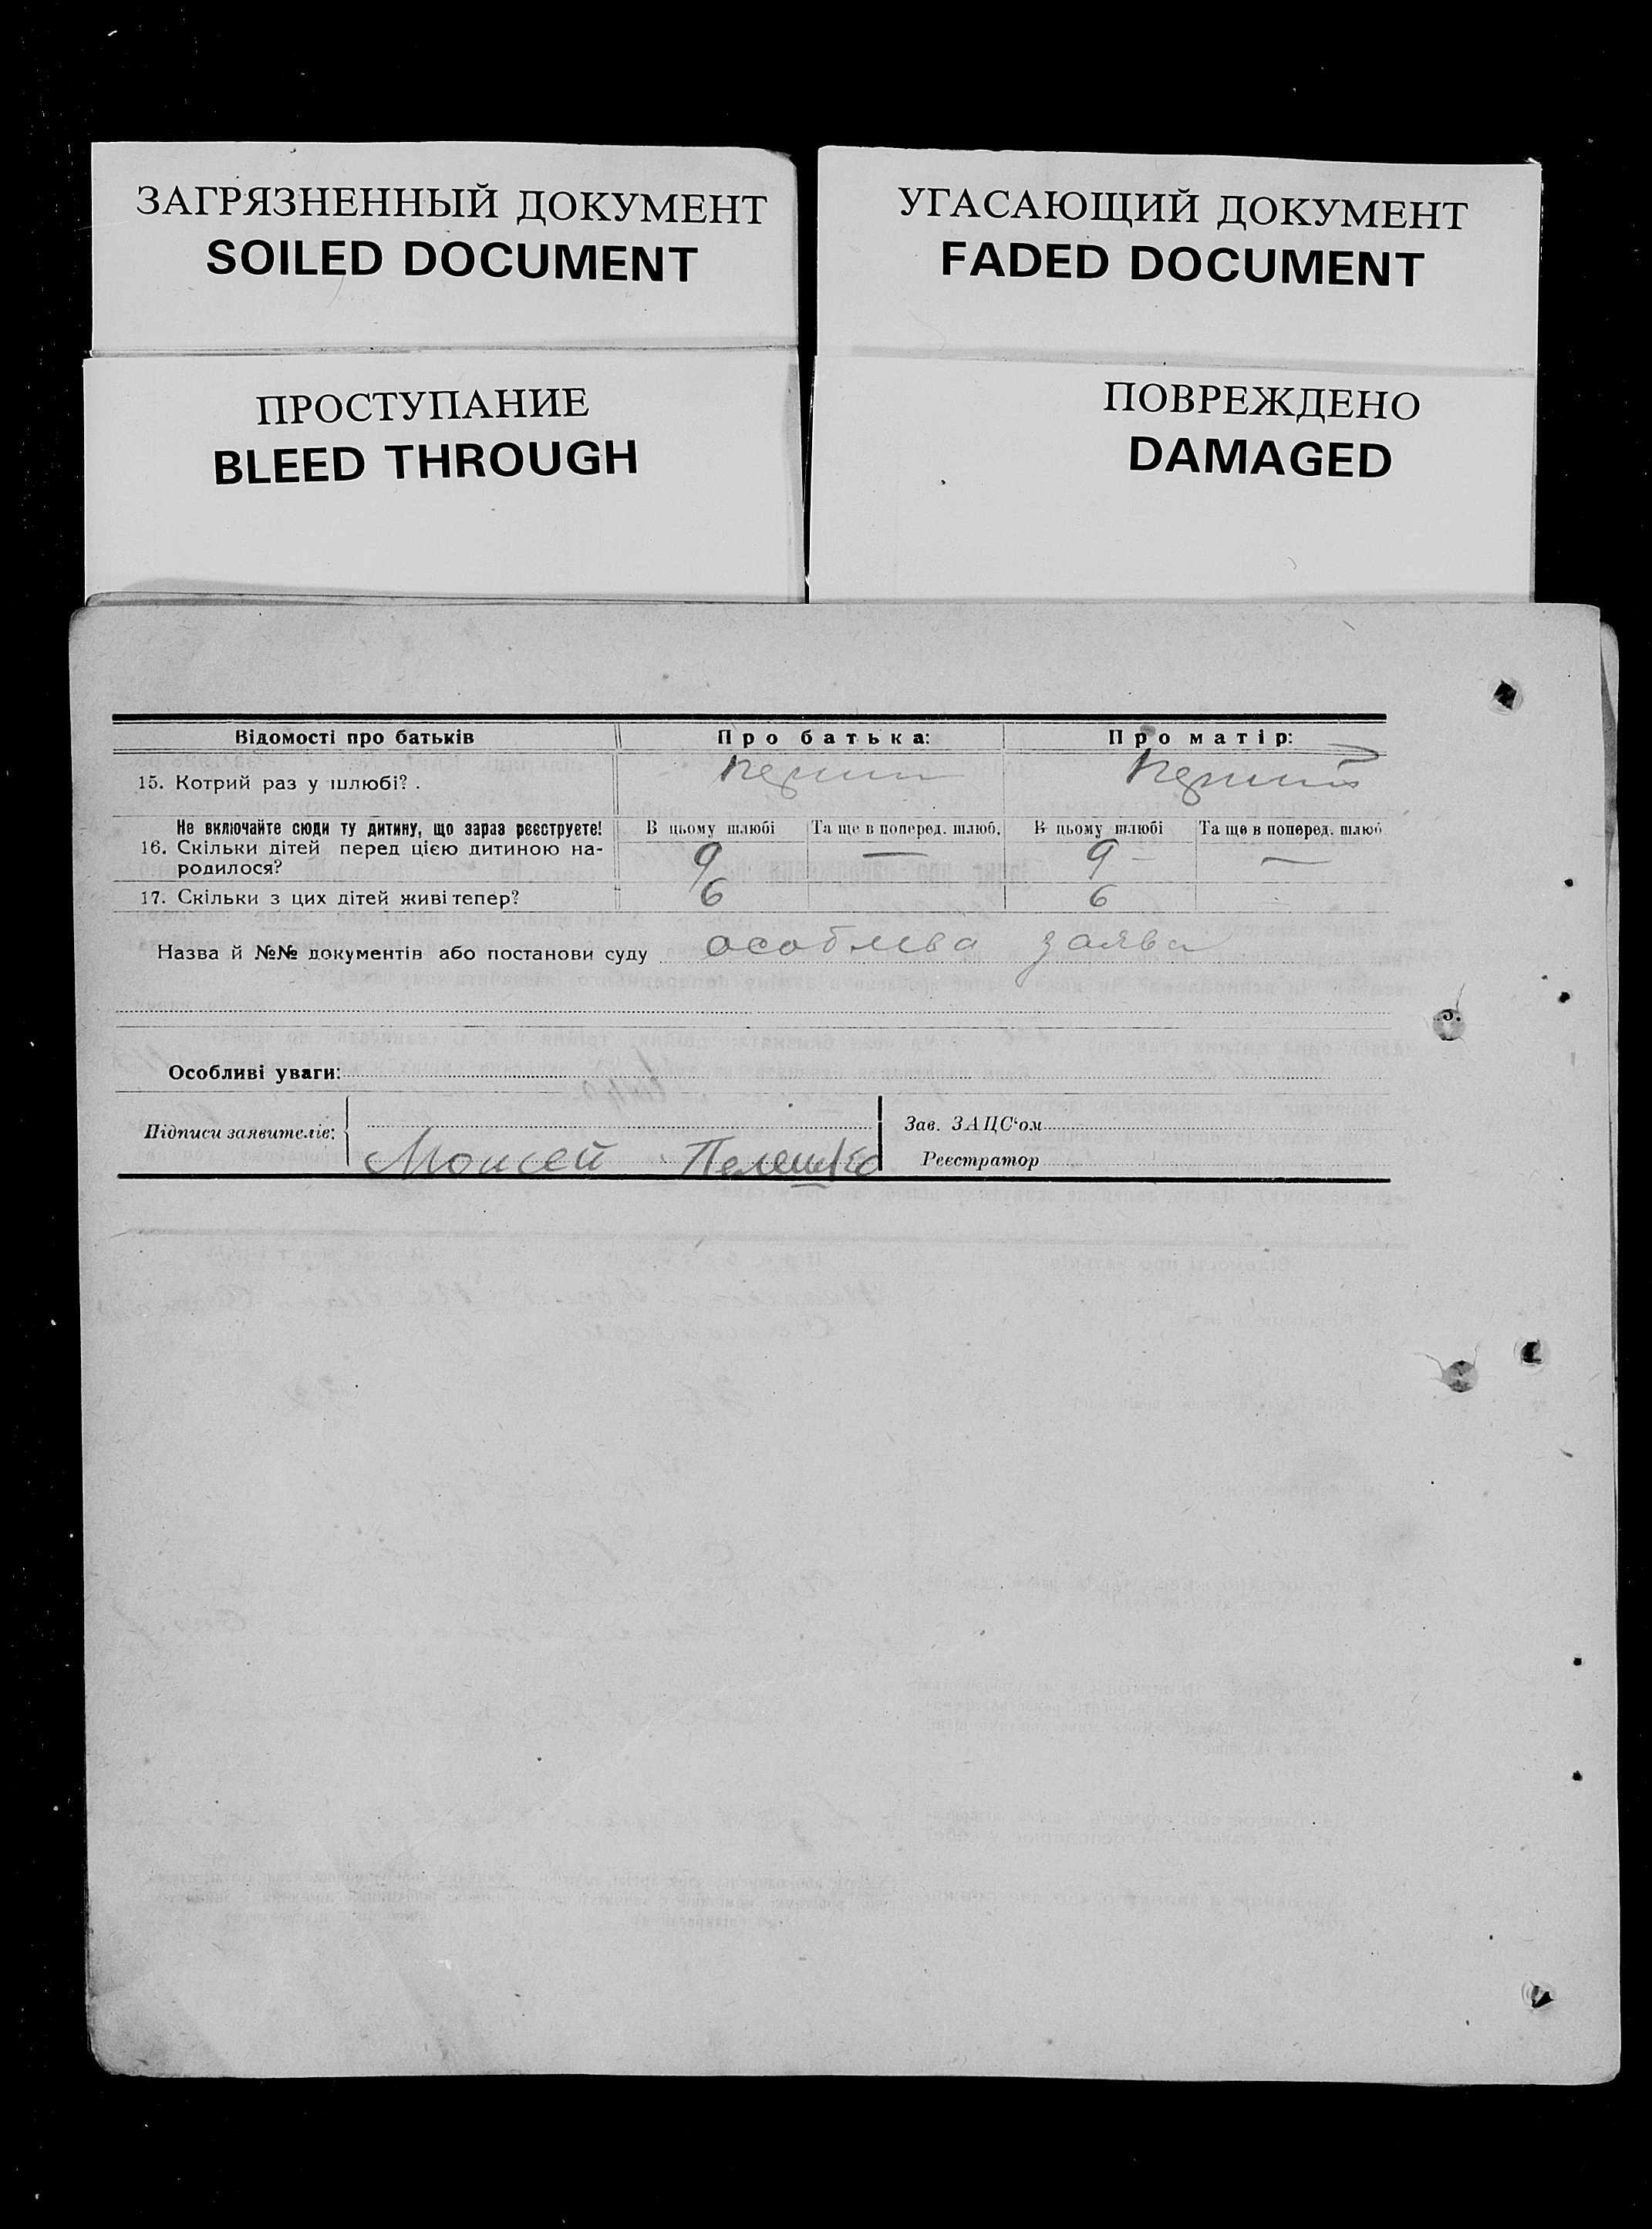 ЗАГРЯЗНЕННЫЙ ДОКУМЕНТ
SOILED DOCUMENT
УГАСАЮЩИЙ ДОКУМЕНТ
FADED DOCUMENT
ПРОСТУПАНИЕ
BLEED THROUGH
ПОВРЕЖДЕНО
DAMAGED
Відомості про батьків Про батька: Про матір:
15. Котрий раз у шлюбі? . перший перший
Не включайте сюди ту дитину, що зараз реєструєте! В цьому шлюбі Та ще в поперед. шлюб. В цьому шлюбі Та ще в поперед. шлюб.
16. Скільки дітей перед цією дитиною на-
родилося? 9 — 9 — —
17. Скільки з цих дітей живі тепер? 6 6
Назва й №№ документів або постанови суду особлива заява
Особливі уваги:
Підписи заявителів: Зав. ЗАЦС'ом
Моисей Реєстратор